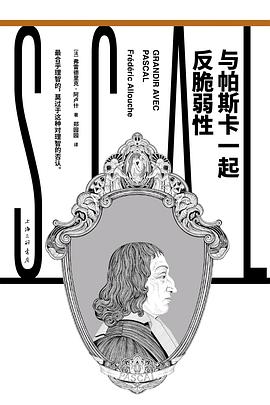 SCAL
与帕斯卡一起
反脆弱性
GRANDIR AVEC
PASCAL
Frédéric Allouche
[法] 弗雷德里克·阿卢什 著
译
最合乎理智的，莫过于这种对理智的否认。
上海三联书店
PASCAL